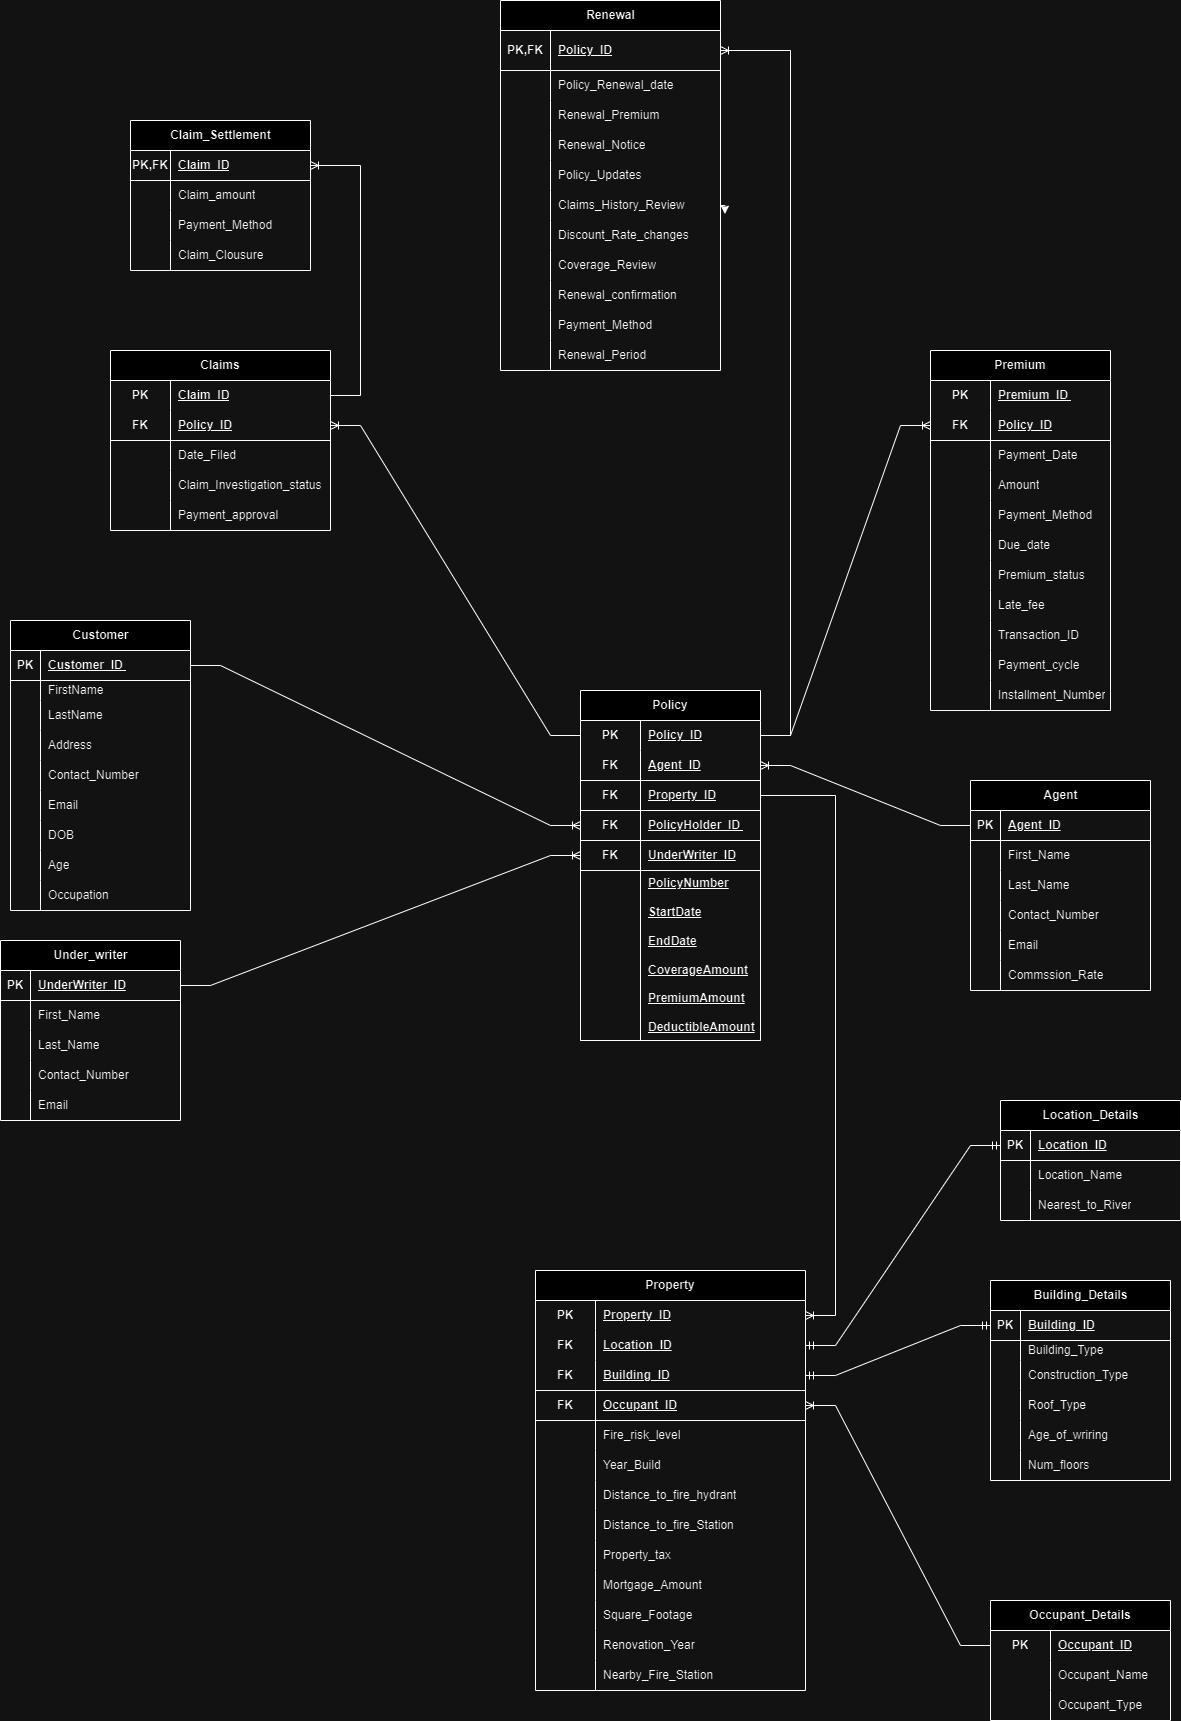 Renewal
PK,FK Policy_ID
Policy_Renewal_date
Renewal_Premium
Renewal_Notice
Policy_Updates
Claims_History_Review
Discount_Rate_changes
Coverage_Review
Renewal_confirmation
Payment_Method
Renewal_Period
Claim_Settlement
PK,FK Claim_ID
Claim_amount
Payment_Method
Claim_Clousure
Claims
PK Claim_ID
FK Policy_ID
Date_Filed
Claim_Investigation_status
Payment_approval
Premium
PK Premium_ID
FK Policy_ID
Payment_Date
Amount
Payment_Method
Due_date
Premium_status
Late_fee
Transaction_ID
Payment_cycle
Installment_Number
Customer
PK Customer_ID
FirstName
LastName
Address
Contact_Number
Email
DOB
Age
Occupation
Policy
PK Policy_ID
FK Agent_ID
FK Property_ID
FK PolicyHolder_ID
FK UnderWriter_ID
PolicyNumber
StartDate
EndDate
CoverageAmount
PremiumAmount
DeductibleAmount
Agent
PK Agent_ID
First_Name
Last_Name
Contact_Number
Email
Commssion_Rate
Under_writer
PK UnderWriter_ID
First_Name
Last_Name
Contact_Number
Email
Location_Details
PK Location_ID
Location_Name
Nearest_to_River
Property
PK Property_ID
FK Location_ID
FK Building_ID
FK Occupant_ID
Fire_risk_level
Year_Build
Distance_to_fire_hydrant
Distance_to_fire_Station
Property_tax
Mortgage_Amount
Square_Footage
Renovation_Year
Nearby_Fire_Station
Building_Details
PK Building_ID
Building_Type
Construction_Type
Roof_Type
Age_of_wriring
Num_floors
Occupant_Details
PK Occupant_ID
Occupant_Name
Occupant_Type